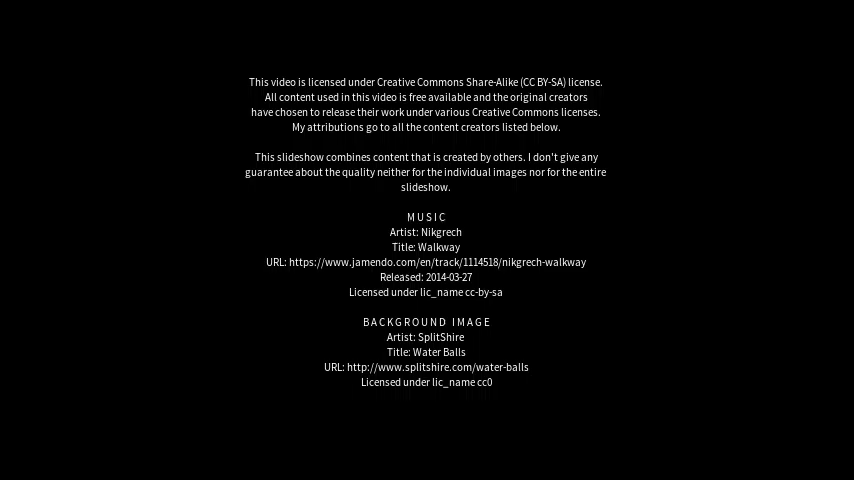 This video is licensed under Creative Commons Share-Alike (CC BY-SA) license.
All content used in this video is free available and the original creators
have chosen to release their work under various Creative Commons licenses.
My attributions go to all the content creators listed below.
This slideshow combines content that is created by others. I don't give any
guarantee about the quality neither for the individual images nor for the entire
slideshow.
MUSIC
Artist: Nikgrech
Title: Walkway
URL: https://www.jamendo.com/en/track/1114518/nikgrech-walkway
Released: 2014-03-27
Licensed under lic_name cc-by-sa
BACKGROUND IMAGE
Artist: SplitShire
Title: Water Balls
URL: http://www.splitshire.com/water-balls
Licensed under lic_name cc0